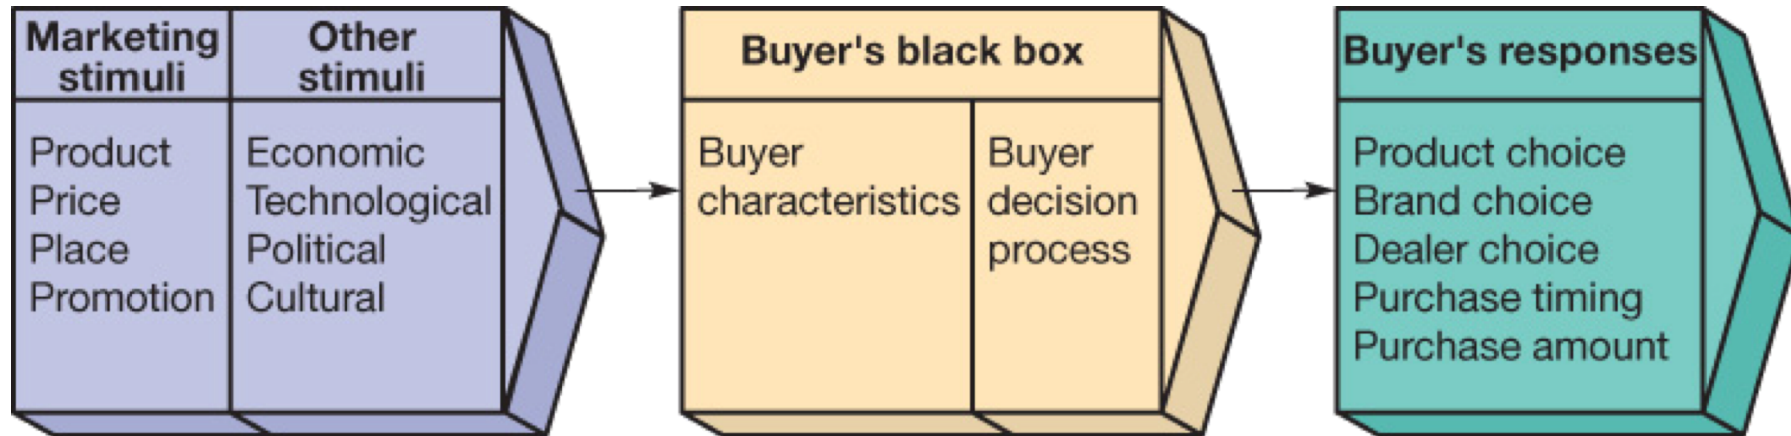 Marketing
stimuli
Product
Price
Place
Promotion
Other
stimuli
Economic
Technological
Political
Cultural
Buyer's black box
Buyer
characteristics
Buyer
decision
process
Buyer's responses
Product choice
Brand choice
Dealer choice
Purchase timing
Purchase amount